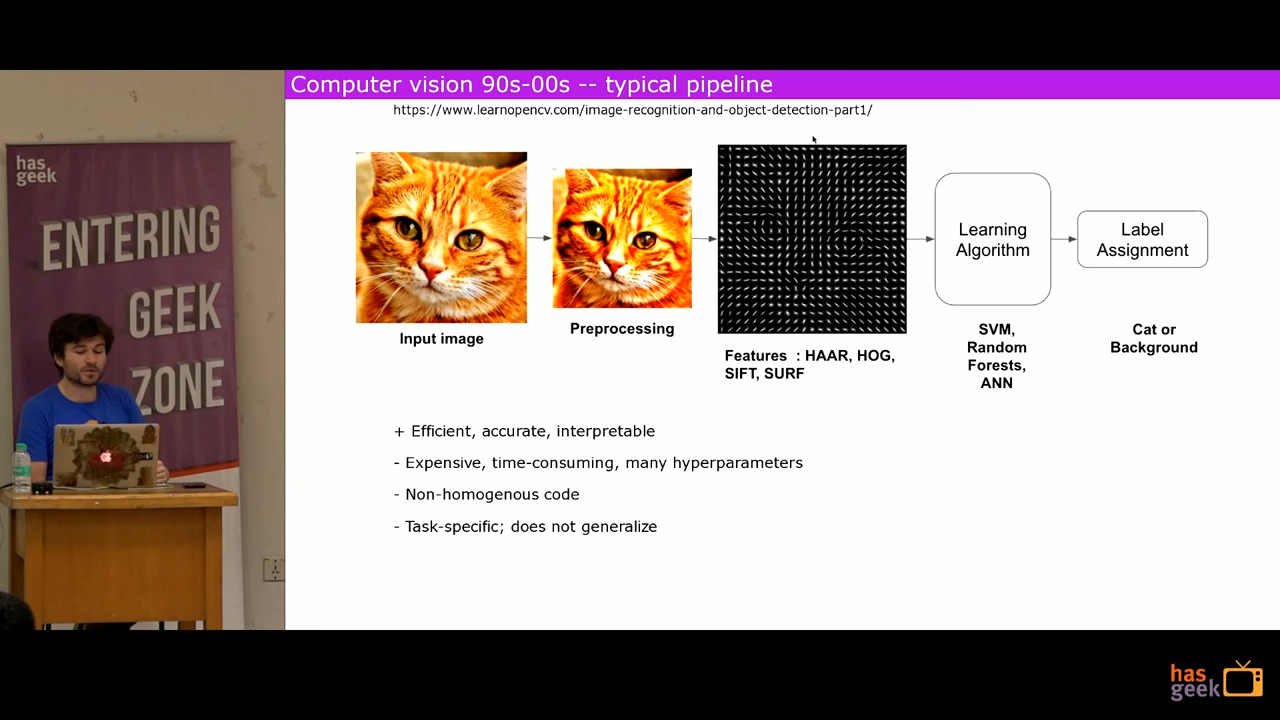 Computer vision 90s-00s -- typical pipeline
https://www.learnopencv.com/image-recognition-and-object-detection-part1/
has
geek
ENTERING
GEEK
ZONE
Input image
Preprocessing
Features : HAAR, HOG,
SIFT, SURF
Learning
Algorithm
SVM,
Random
Forests,
ANN
Label
Assignment
Cat or
Background
+ Efficient, accurate, interpretable
- Expensive, time-consuming, many hyperparameters
- Non-homogenous code
- Task-specific; does not generalize
has
geek